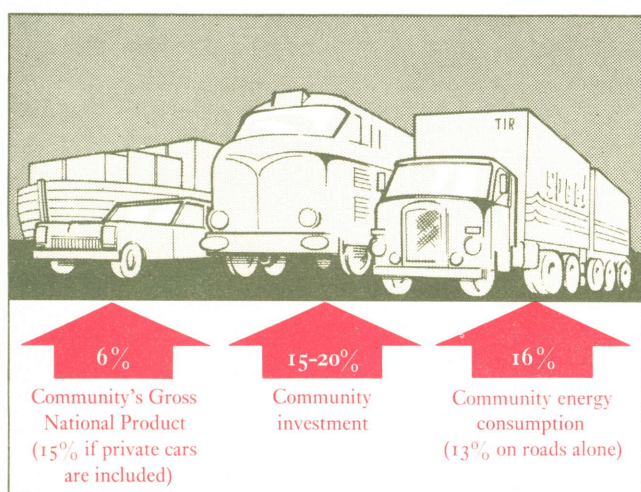 TIR
6%
Community's Gross
National Product
(15% if private cars
are included)
15-20%
Community
investment
16%
Community energy
consumption
(13% on roads alone)